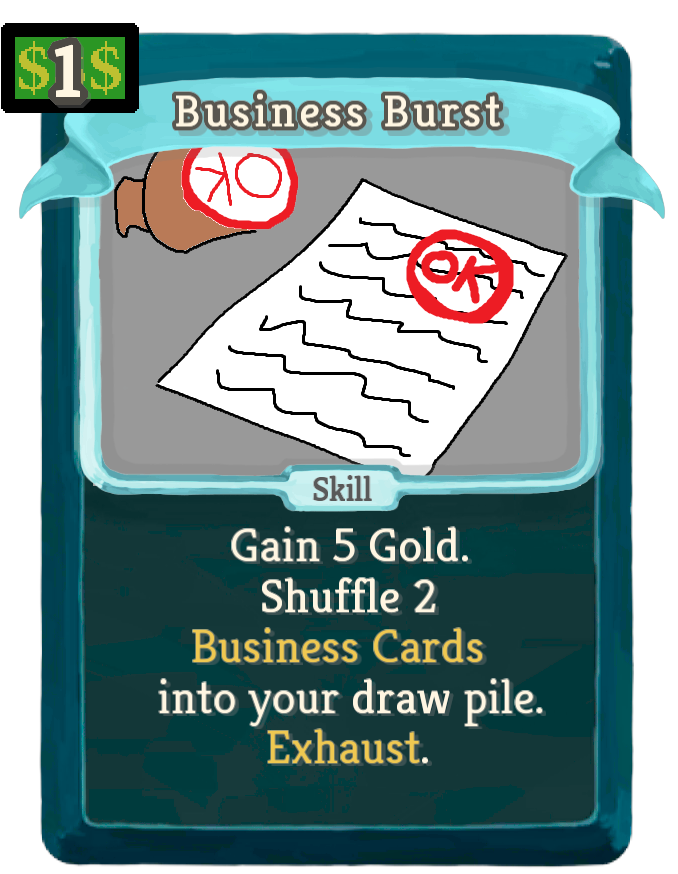 $1$
Business Burst
OK
OK
Skill
Gain 5 Gold.
Shuffle 2
Business Cards
into your draw pile.
Exhaust.